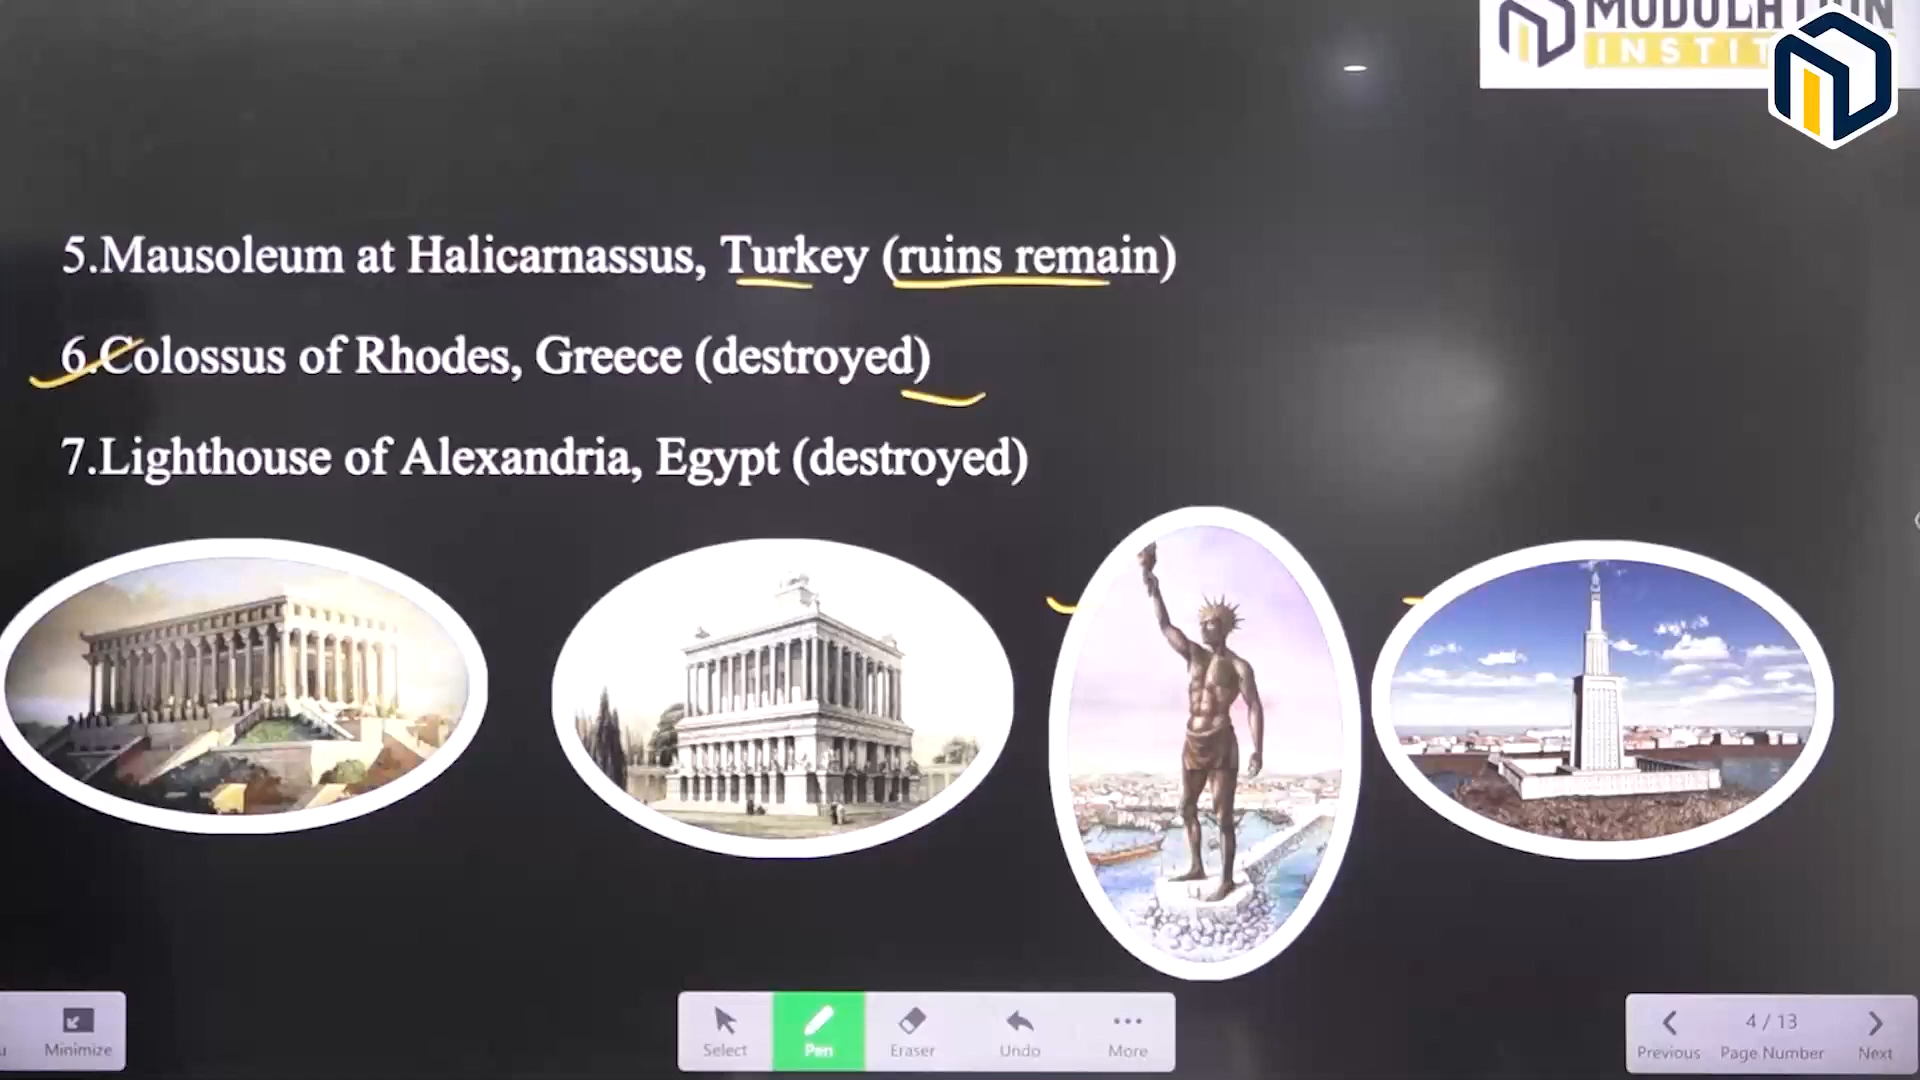 INSTIT
5.Mausoleum at Halicarnassus, Turkey (ruins remain)
6.Colossus of Rhodes, Greece (destroyed)
7.Lighthouse of Alexandria, Egypt (destroyed)
Minimize
Select
Pen
Eraser
Undo
More
4 / 13
Previous Page Number Next